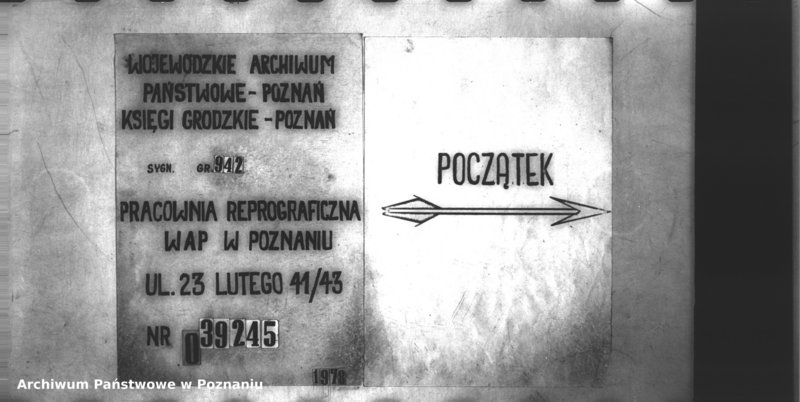 WOJEWÓDZKIE ARCHIWUM
PAŃSTWOWE - POZNAŃ
KSIĘGI GRODZKIE - POZNAŃ
SYGN. GR. 942
PRACOWNIA REPROGRAFICZNA
WAP W POZNANIU
UL. 23 LUTEGO 41/43
NR 039245
POCZĄTEK
Archiwum Państwowe w Poznaniu